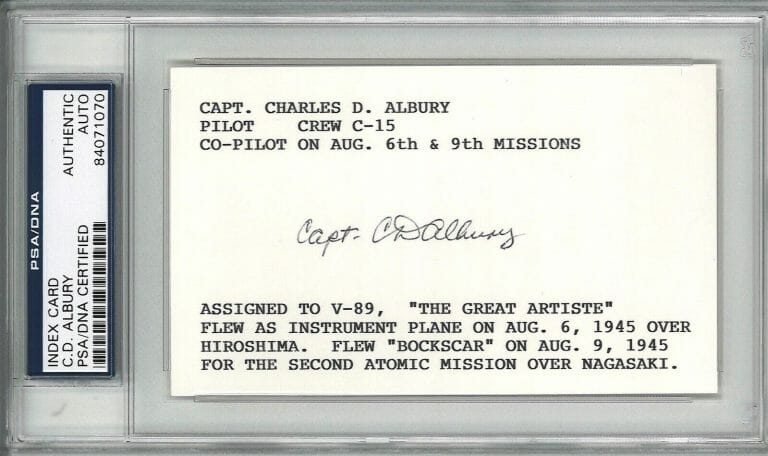 PSA/DNA
INDEX CARD
C.D. ALBURY
PSA/DNA CERTIFIED
AUTHENTIC
AUTO
84071070
CAPT. CHARLES D. ALBURY
PILOT CREW C-15
CO-PILOT ON AUG. 6th & 9th MISSIONS
Capt. CDAlbury
ASSIGNED TO V-89, "THE GREAT ARTISTE"
FLEW AS INSTRUMENT PLANE ON AUG. 6, 1945 OVER
HIROSHIMA. FLEW "BOCKSCAR" ON AUG. 9, 1945
FOR THE SECOND ATOMIC MISSION OVER NAGASAKI.